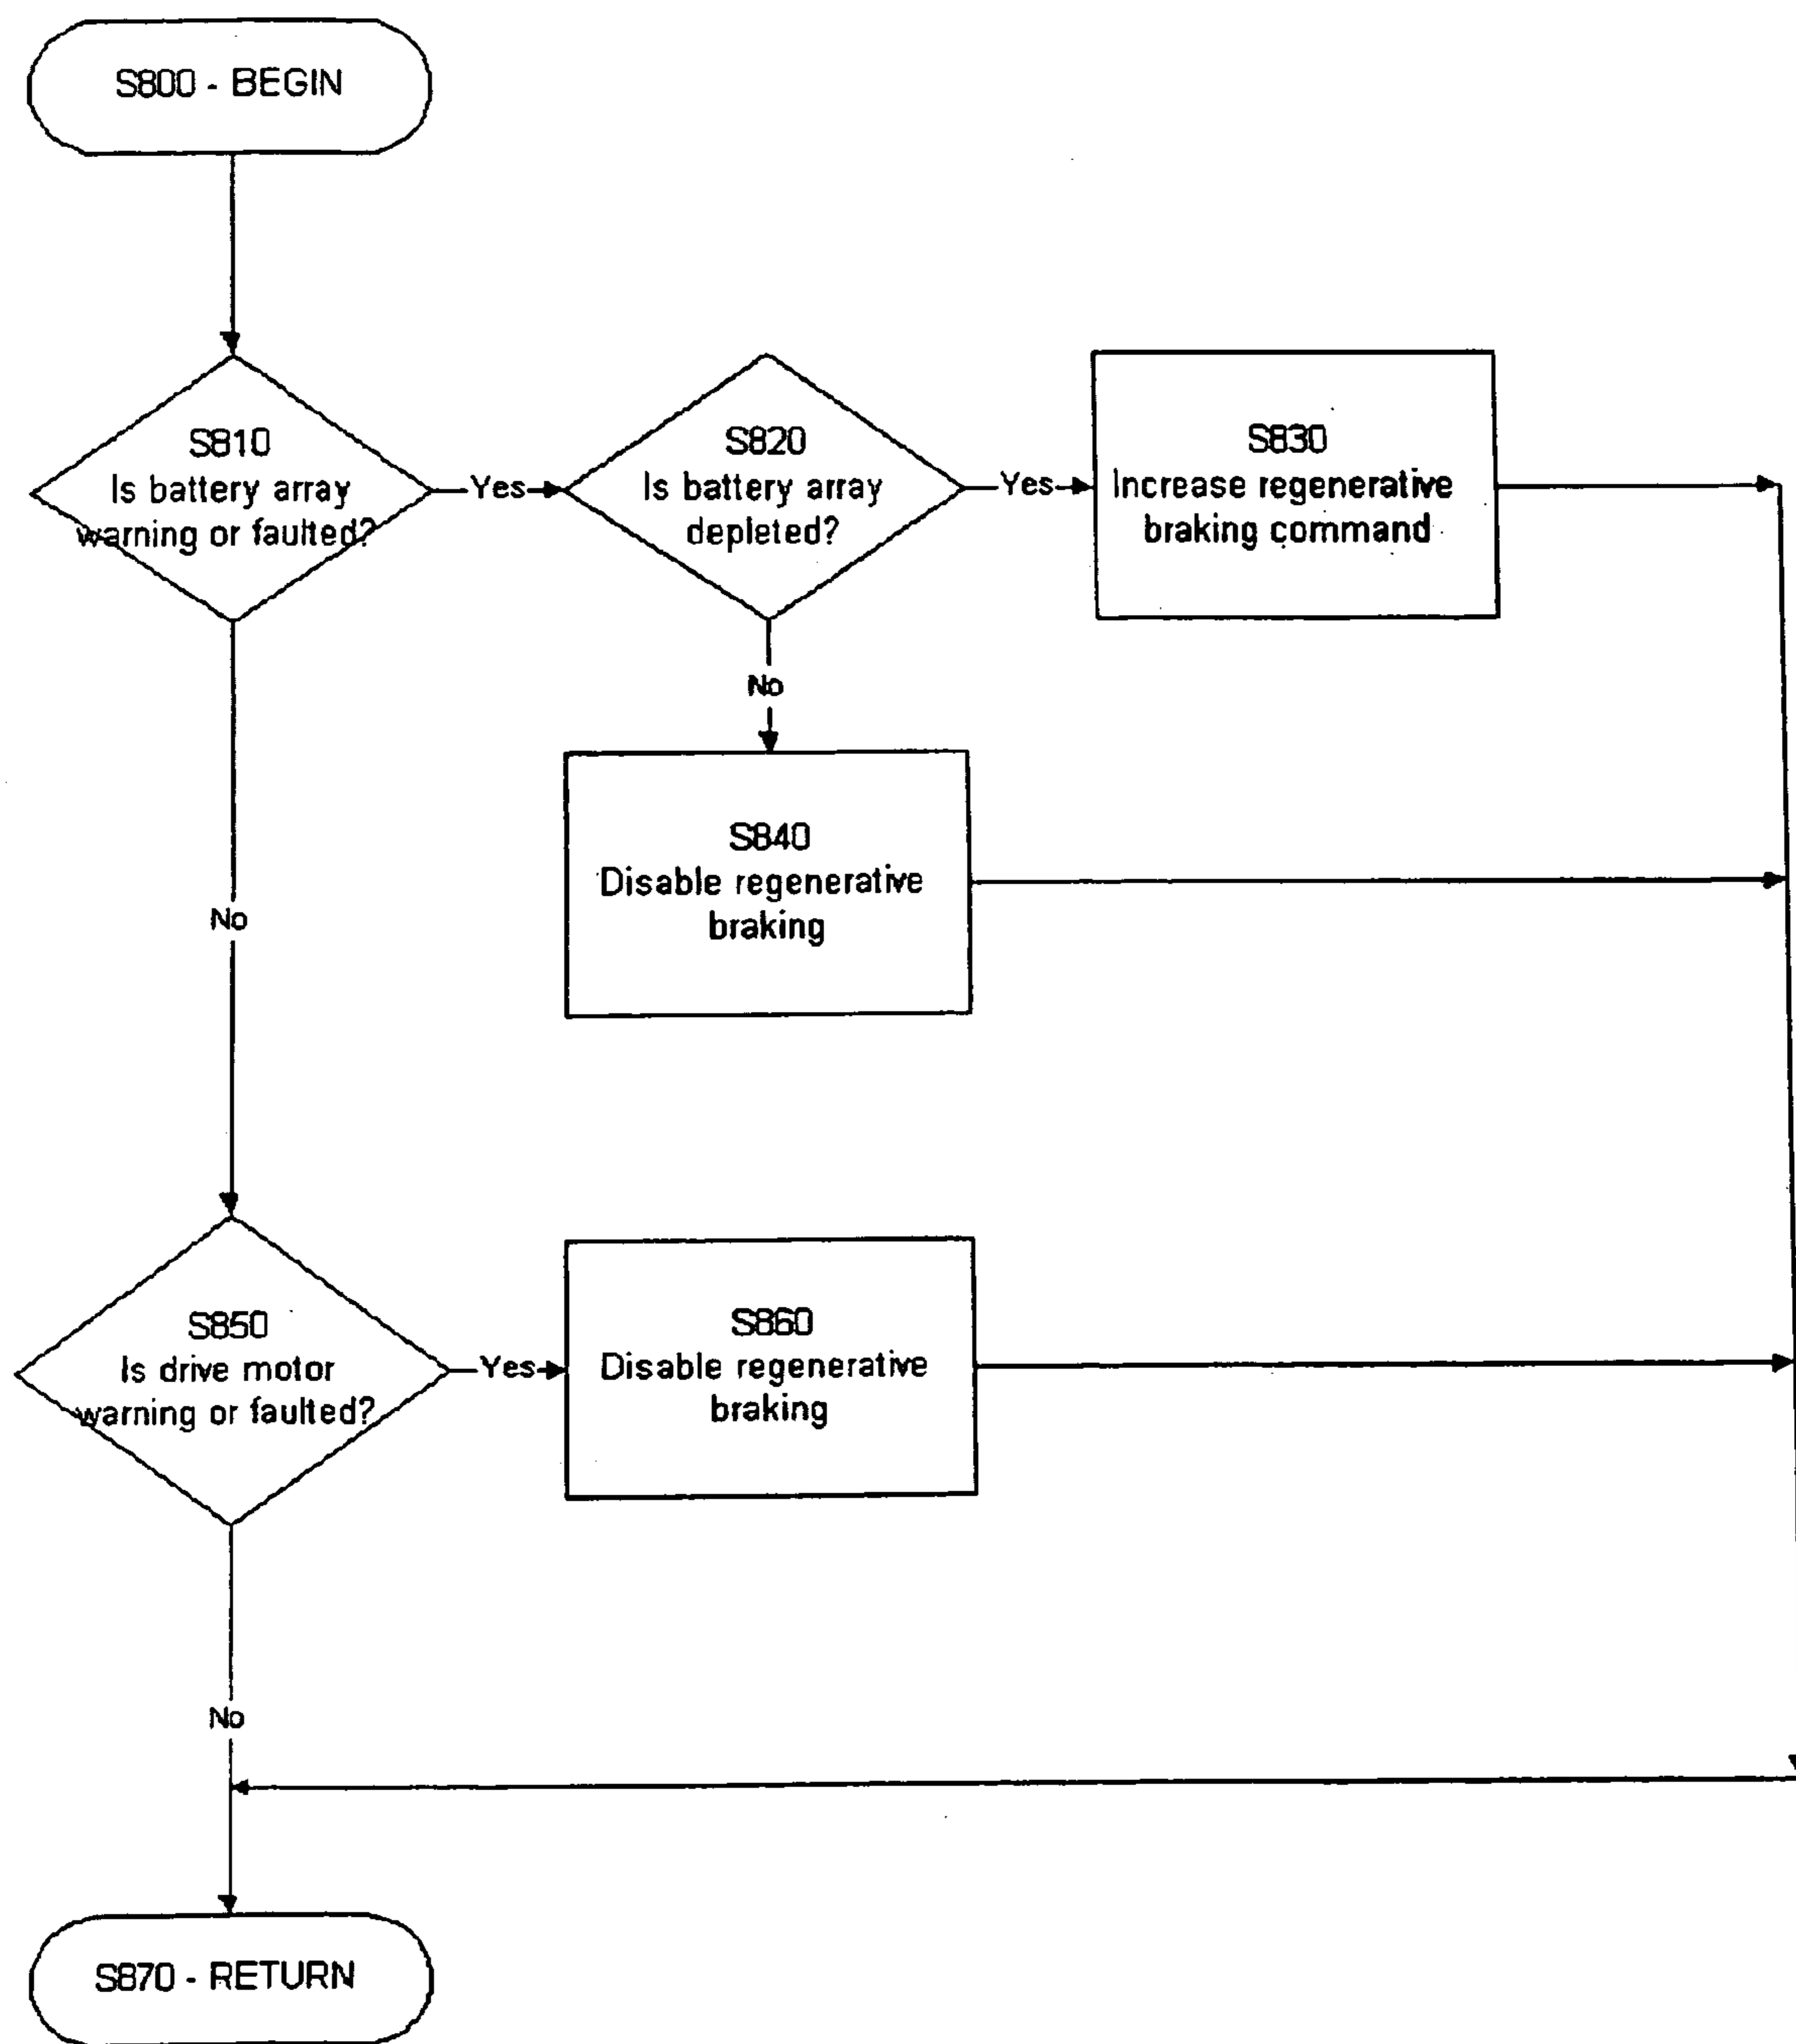 S800 - BEGIN
S810
Is battery array
warning or faulted?
Yes
S820
Is battery array
depleted?
Yes
S830
Increase regenerative
braking command
No
S840
Disable regenerative
braking
No
S850
Is drive motor
warning or faulted?
Yes
S860
Disable regenerative
braking
No
S870 - RETURN